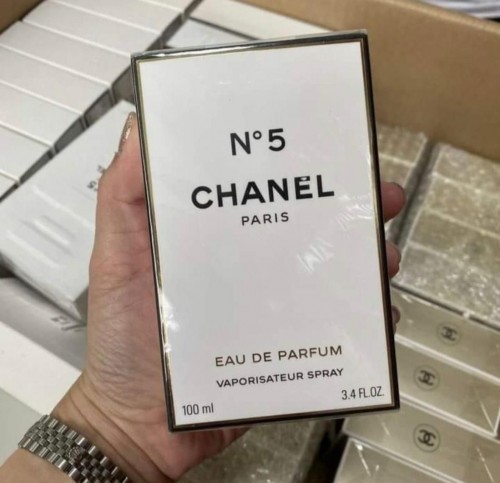 N°5
CHANEL
PARIS
EAU DE PARFUM
VAPORISATEUR SPRAY
100 ml
3.4 FL.OZ.